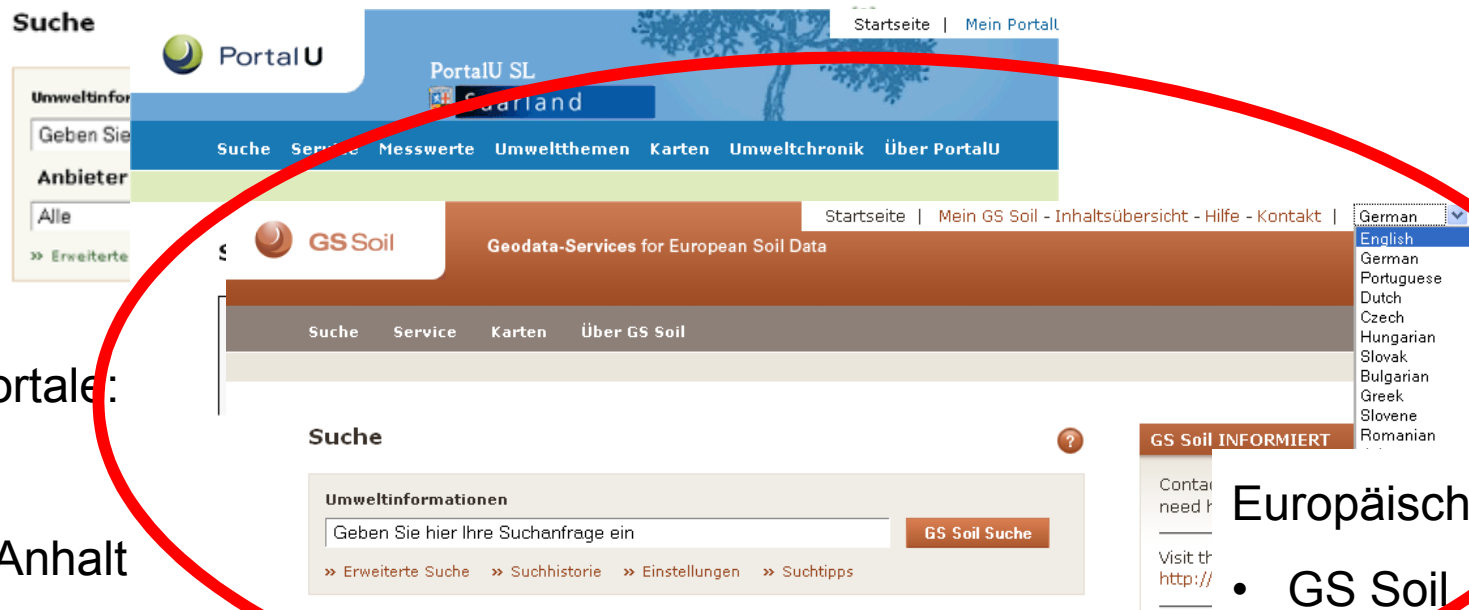 Suche
Umweltinfor
Geben Sie
Anbieter
Alle
» Erweiterte
Portal U
Startseite | Mein PortalU
PortalU SL
Saarland
Suche Service Messwerte Umweltthemen Karten Umweltchronik Über PortalU
GS Soil
Geodata-Services for European Soil Data
Startseite | Mein GS Soil - Inhaltsübersicht - Hilfe - Kontakt |
German
English
German
Portuguese
Dutch
Czech
Hungarian
Slovak
Bulgarian
Greek
Slovene
Romanian
Suche Service Karten Über GS Soil
ortale:
Anhalt
Suche
?
Umweltinformationen
Geben Sie hier Ihre Suchanfrage ein
GS Soil Suche
» Erweiterte Suche » Suchhistorie » Einstellungen » Suchtipps
GS Soil INFORMIERT
Contac
need h
Visit th
http://
Europäisch
• GS Soil